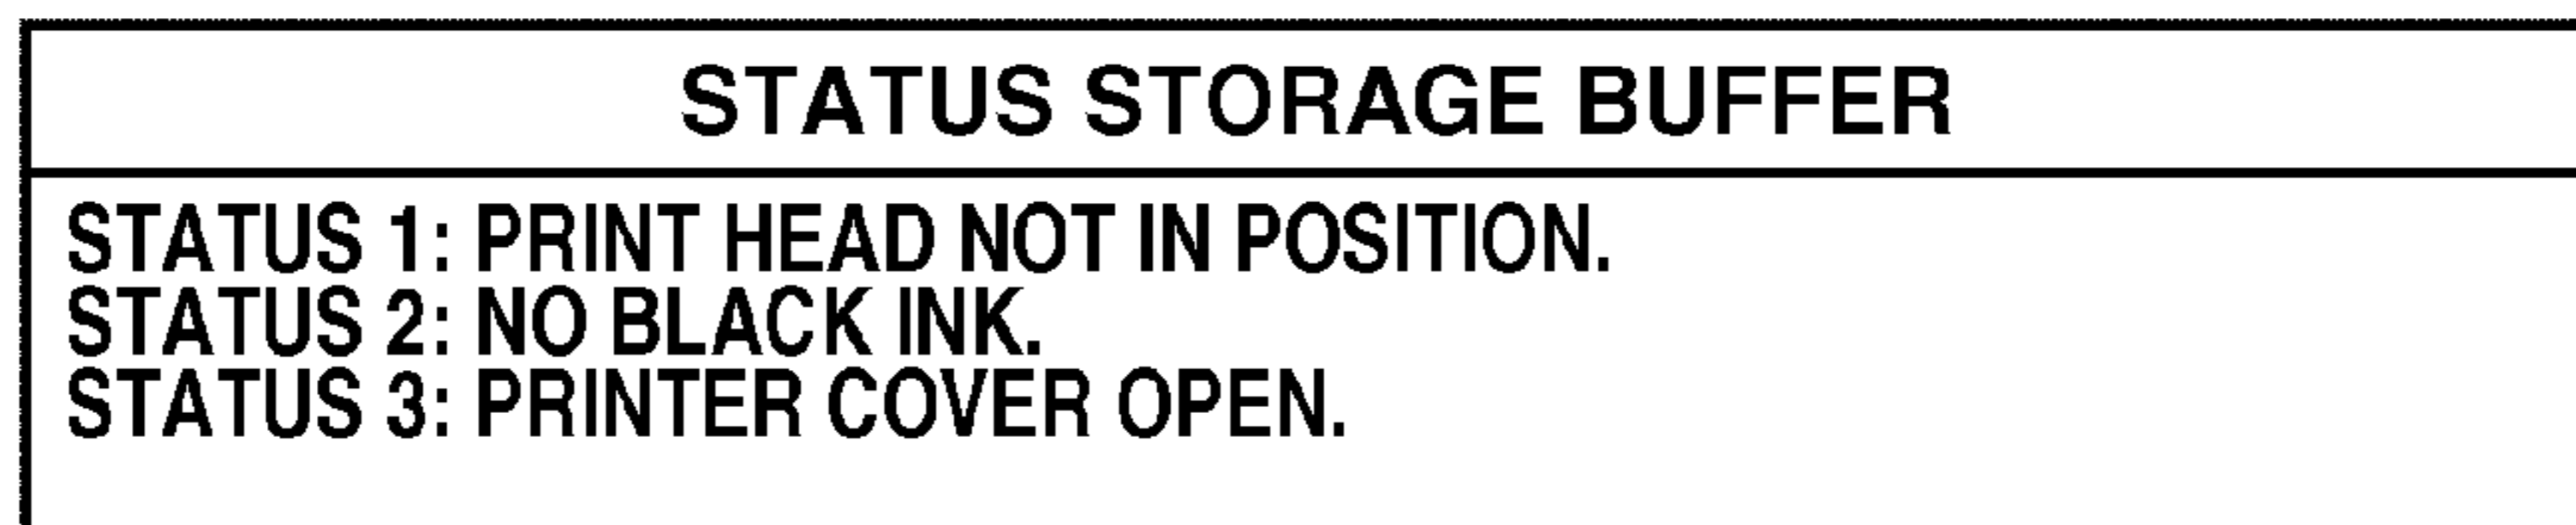 STATUS STORAGE BUFFER
STATUS 1: PRINT HEAD NOT IN POSITION.
STATUS 2: NO BLACK INK.
STATUS 3: PRINTER COVER OPEN.